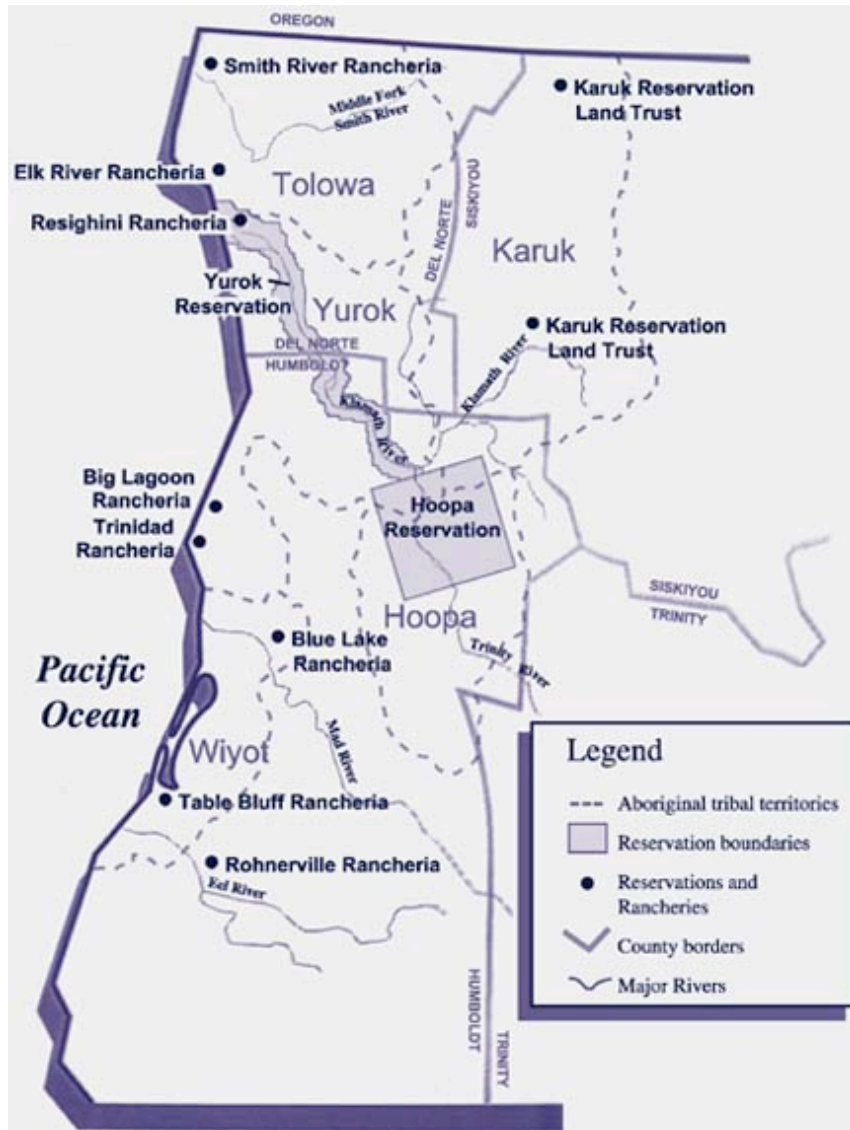 OREGON
Smith River Rancheria
Middle Fork
Smith River
Karuk Reservation
Land Trust
Elk River Rancheria
Tolowa
DEL NORTE
SISKIYOU
Resighini Rancheria
Karuk
Yurok
Reservation
Yurok
Karuk Reservation
Land Trust
DEL NORTE
HUMBOLDT
Klamath River
Klamath River
Big Lagoon
Rancheria
Trinidad
Rancheria
Hoopa
Reservation
SISKIYOU
TRINITY
Hoopa
Blue Lake
Rancheria
Trinity River
Pacific
Ocean
Mad River
Wiyot
Table Bluff Rancheria
Rohnerville Rancheria
Eel River
HUMBOLDT
TRINITY
Legend
Aboriginal tribal territories
Reservation boundaries
Reservations and
Rancheries
County borders
Major Rivers